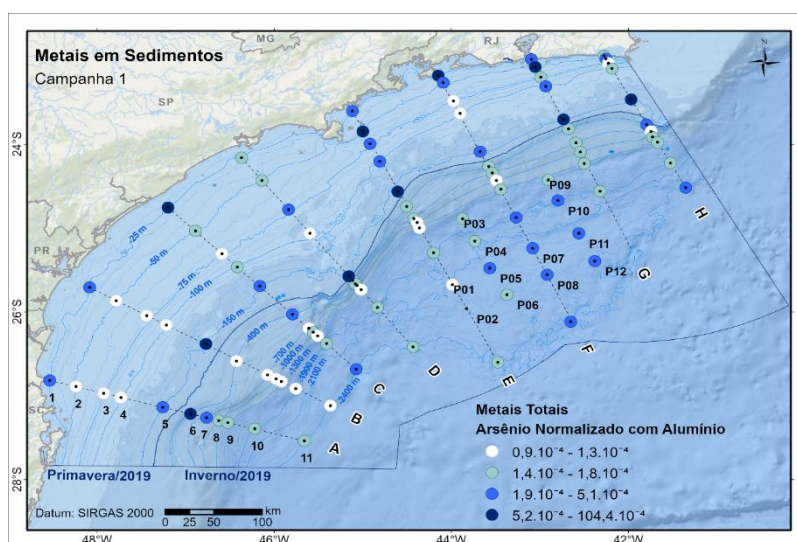 MG
RJ
Metais em Sedimentos
Campanha 1
SP
24°S
24°S
PR
-25 m
-50 m
-75 m
-100 m
-150 m
-400 m
-700 m
-1000 m
-1300 m
-1900 m
-2100 m
-2400 m
P09
P10
H
P03
P04
P07
P11
G
P05
P12
P01
P08
P06
26°S
26°S
P02
F
D
E
C
B
SC
1
2
3
4
5
6
7
8
9
10
11
A
Metais Totais
Arsênio Normalizado com Alumínio
0,9.10⁻⁴ - 1,3.10⁻⁴
1,4.10⁻⁴ - 1,8.10⁻⁴
1,9.10⁻⁴ - 5,1.10⁻⁴
5,2.10⁻⁴ - 104,4.10⁻⁴
28°S
28°S
Primavera/2019
Inverno/2019
Datum: SIRGAS 2000
km
0
25
50
100
48°W
46°W
44°W
42°W